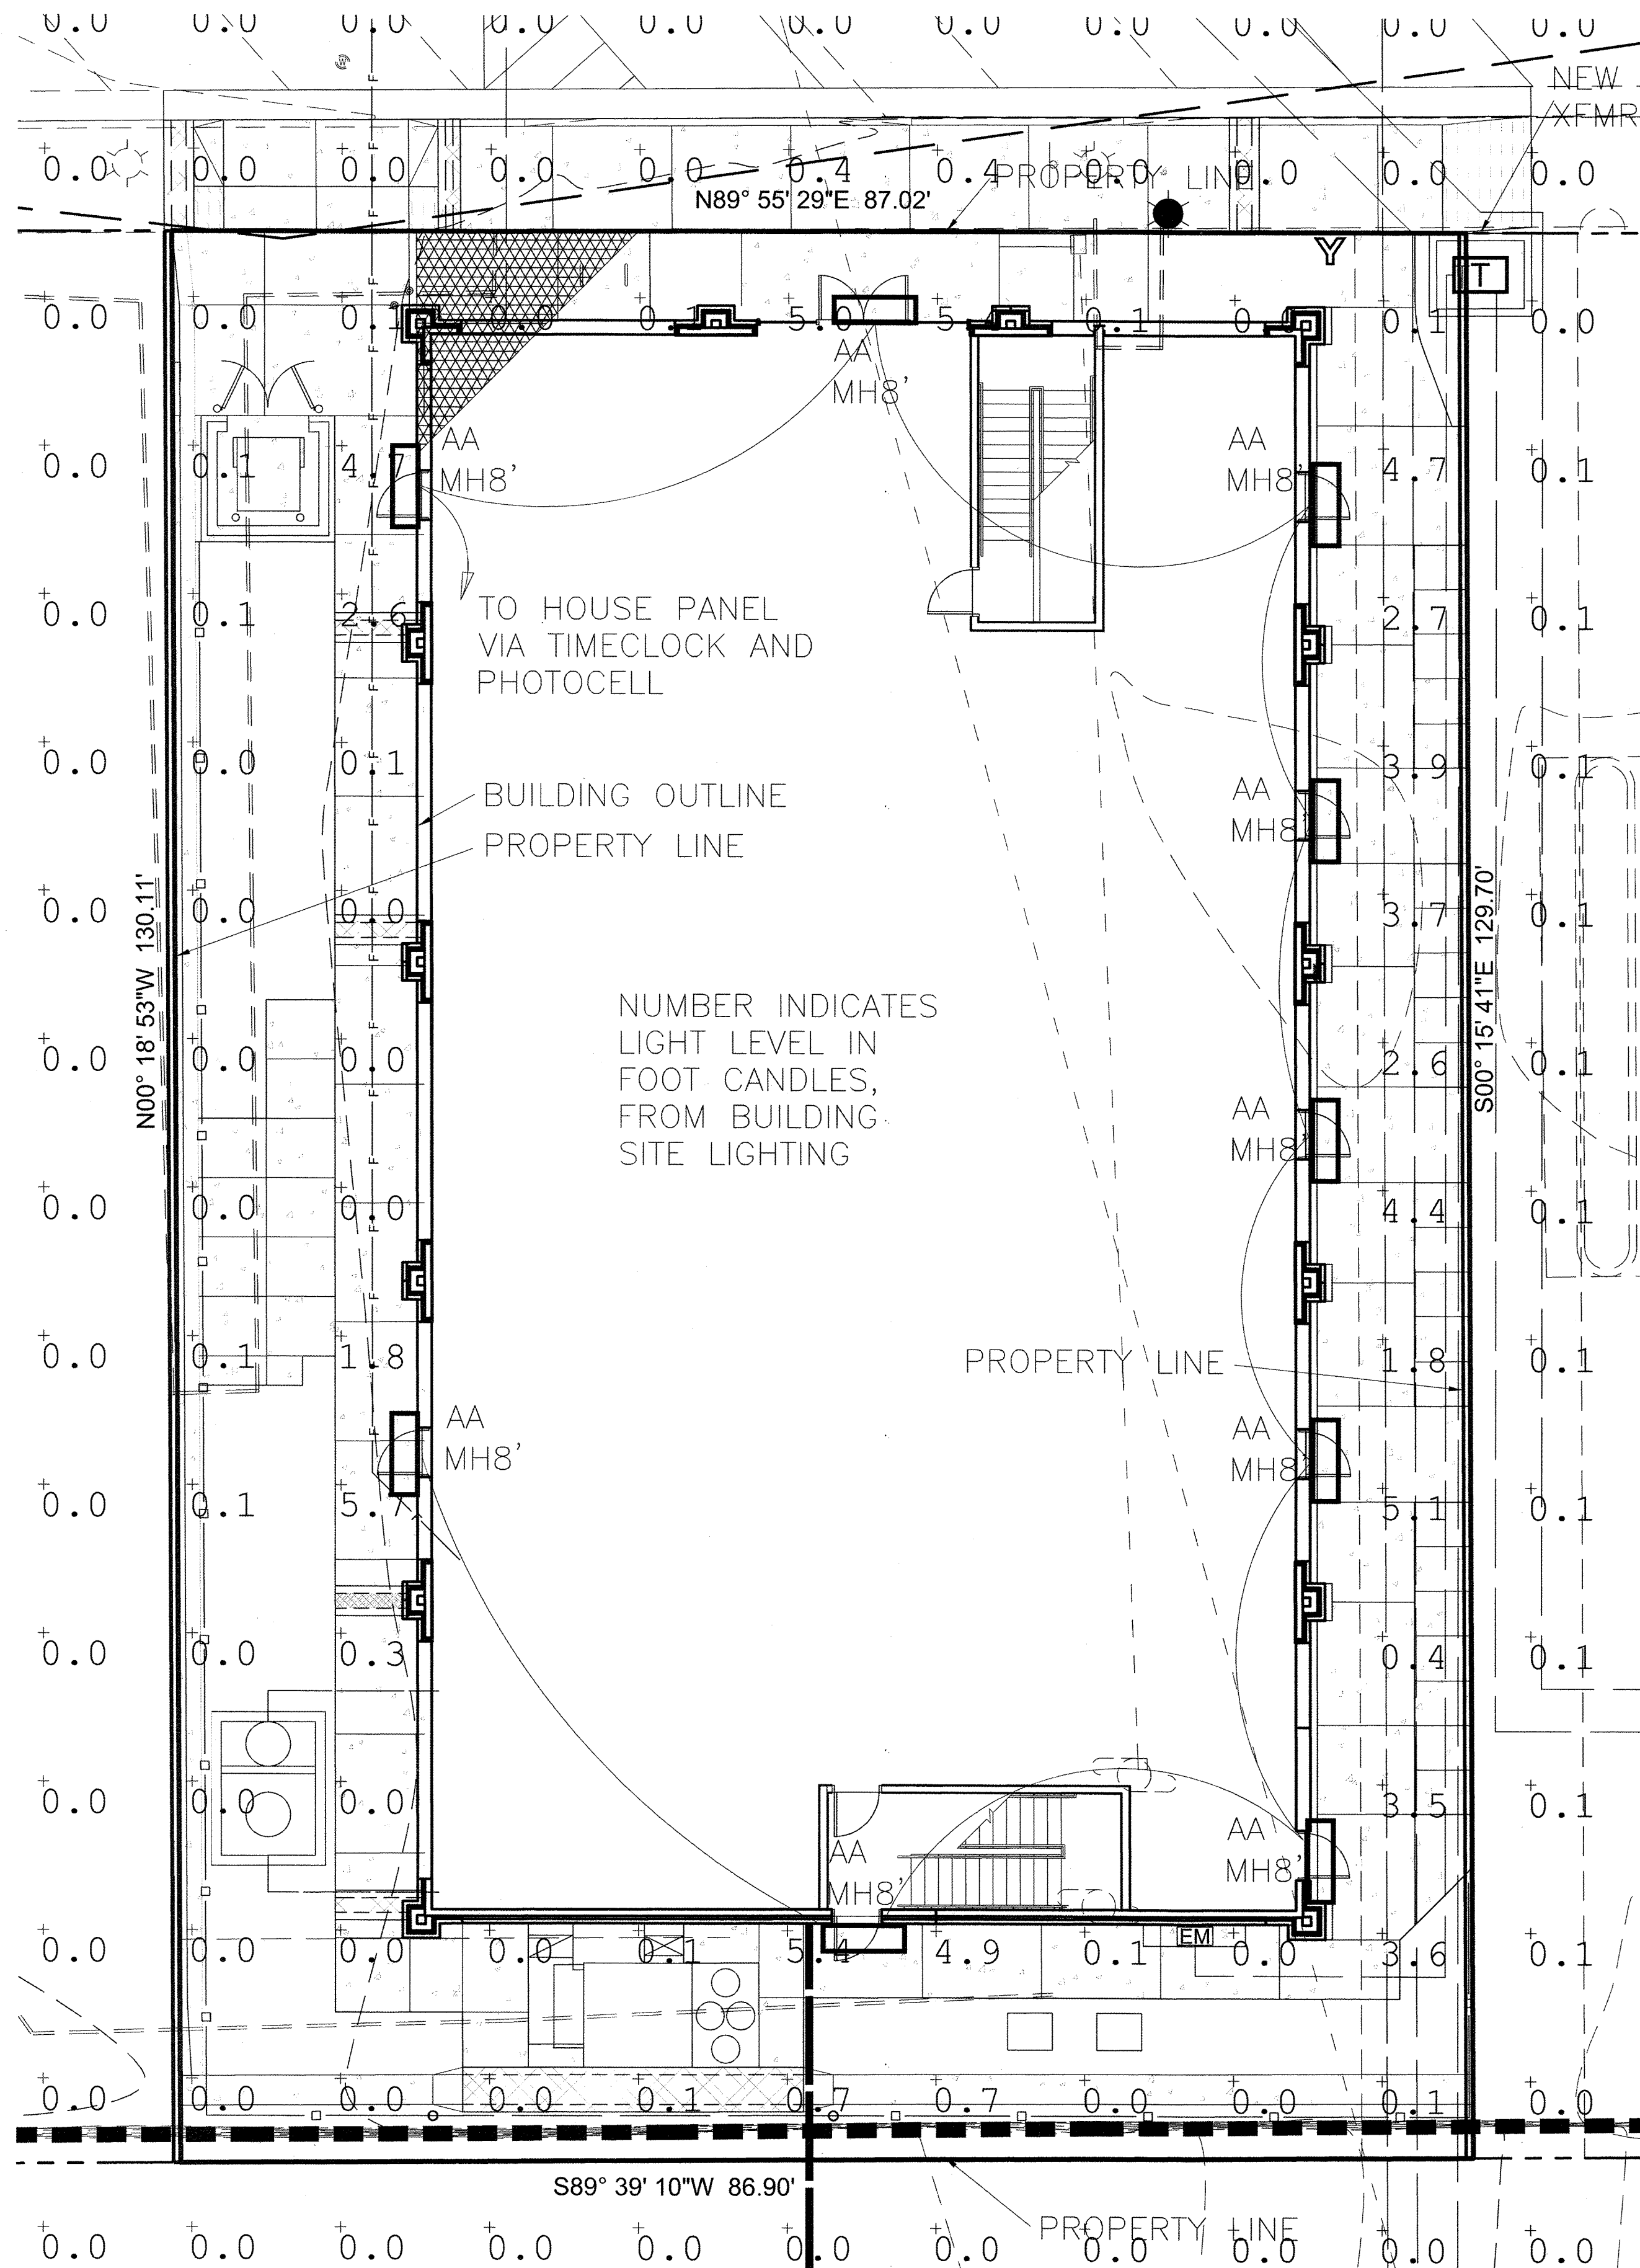 0.0 0.0 0.0 0.0 0.0 0.0 0.0 0.0 0.0 0.0 0.0
W
NEW
XFMR
0.0 0.0 0.0 0.0 0.0 0.4 0.4 0.0 0.0 0.0 0.0
PROPERTY LINE
N89° 55' 29"E 87.02'
Y
T
0.0 0.0 0.1 0.0 0.1 5.0 0.1 0.1 0.0
AA
MH8'
AA
MH8'
AA
MH8'
0.0 0.1 4.7 4.7 0.1
TO HOUSE PANEL
VIA TIMECLOCK AND
PHOTOCELL
0.0 0.1 2.6 2.7 0.1
0.0 0.0 0.1 3.9 0.1
BUILDING OUTLINE
PROPERTY LINE
AA
MH8'
N00° 18' 53"W 130.11'
S00° 15' 41"E 129.70'
0.0 0.0 0.0 3.7 0.1
NUMBER INDICATES
LIGHT LEVEL IN
FOOT CANDLES,
FROM BUILDING
SITE LIGHTING
0.0 0.0 0.0 2.6 0.1
AA
MH8'
0.0 0.0 0.0 4.4 0.1
0.0 0.1 1.8 1.8 0.1
PROPERTY LINE
AA
MH8'
AA
MH8'
0.0 0.1 5.7 5.1 0.1
0.0 0.0 0.3 0.4 0.1
0.0 0.0 0.0 3.5 0.1
AA
MH8'
AA
MH8'
EM
0.0 0.0 0.0 0.0 0.1 5.4 4.9 0.1 0.0 3.6 0.1
0.0 0.0 0.0 0.0 0.1 0.7 0.7 0.0 0.0 0.1 0.0
S89° 39' 10"W 86.90'
PROPERTY LINE
0.0 0.0 0.0 0.0 0.0 0.0 0.0 0.0 0.0 0.0 0.0